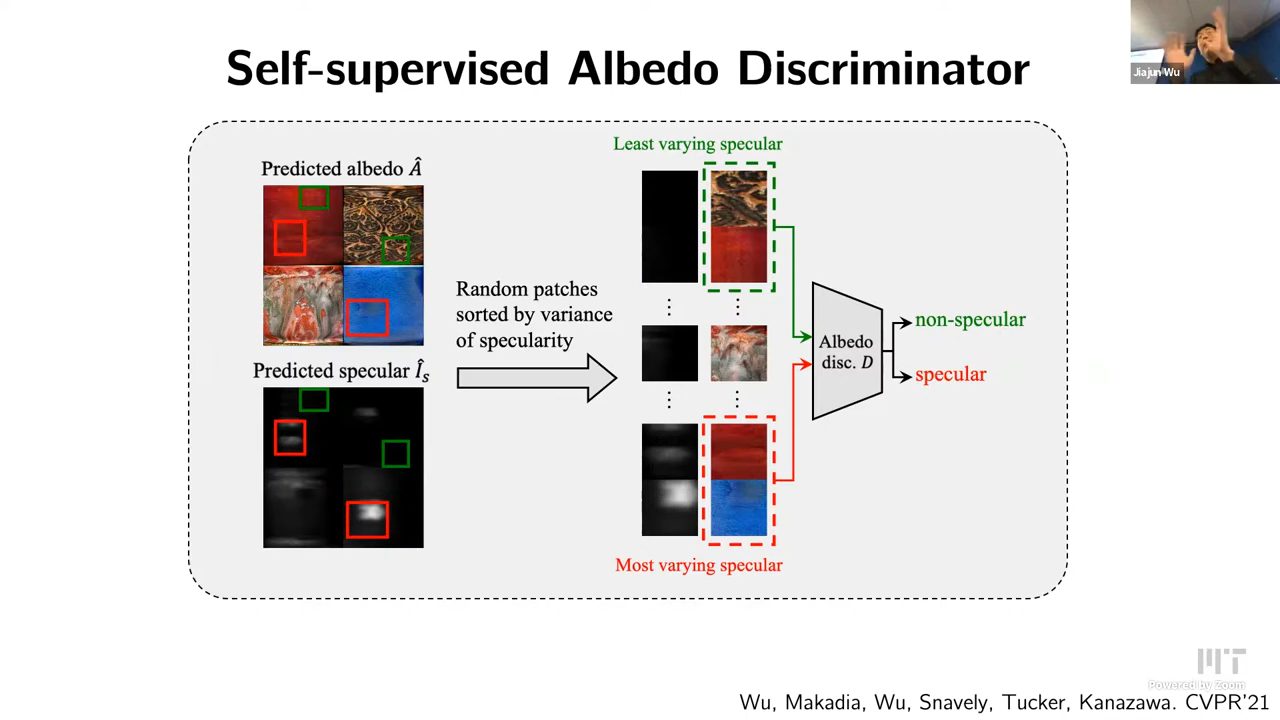 Self-supervised Albedo Discriminator
Jiajun Wu
Least varying specular
Predicted albedo Â
Random patches
sorted by variance
of specularity
Predicted specular Îₛ
Albedo
disc. D
non-specular
specular
Most varying specular
MIT
Powered by Zoom
Wu, Makadia, Wu, Snavely, Tucker, Kanazawa. CVPR'21